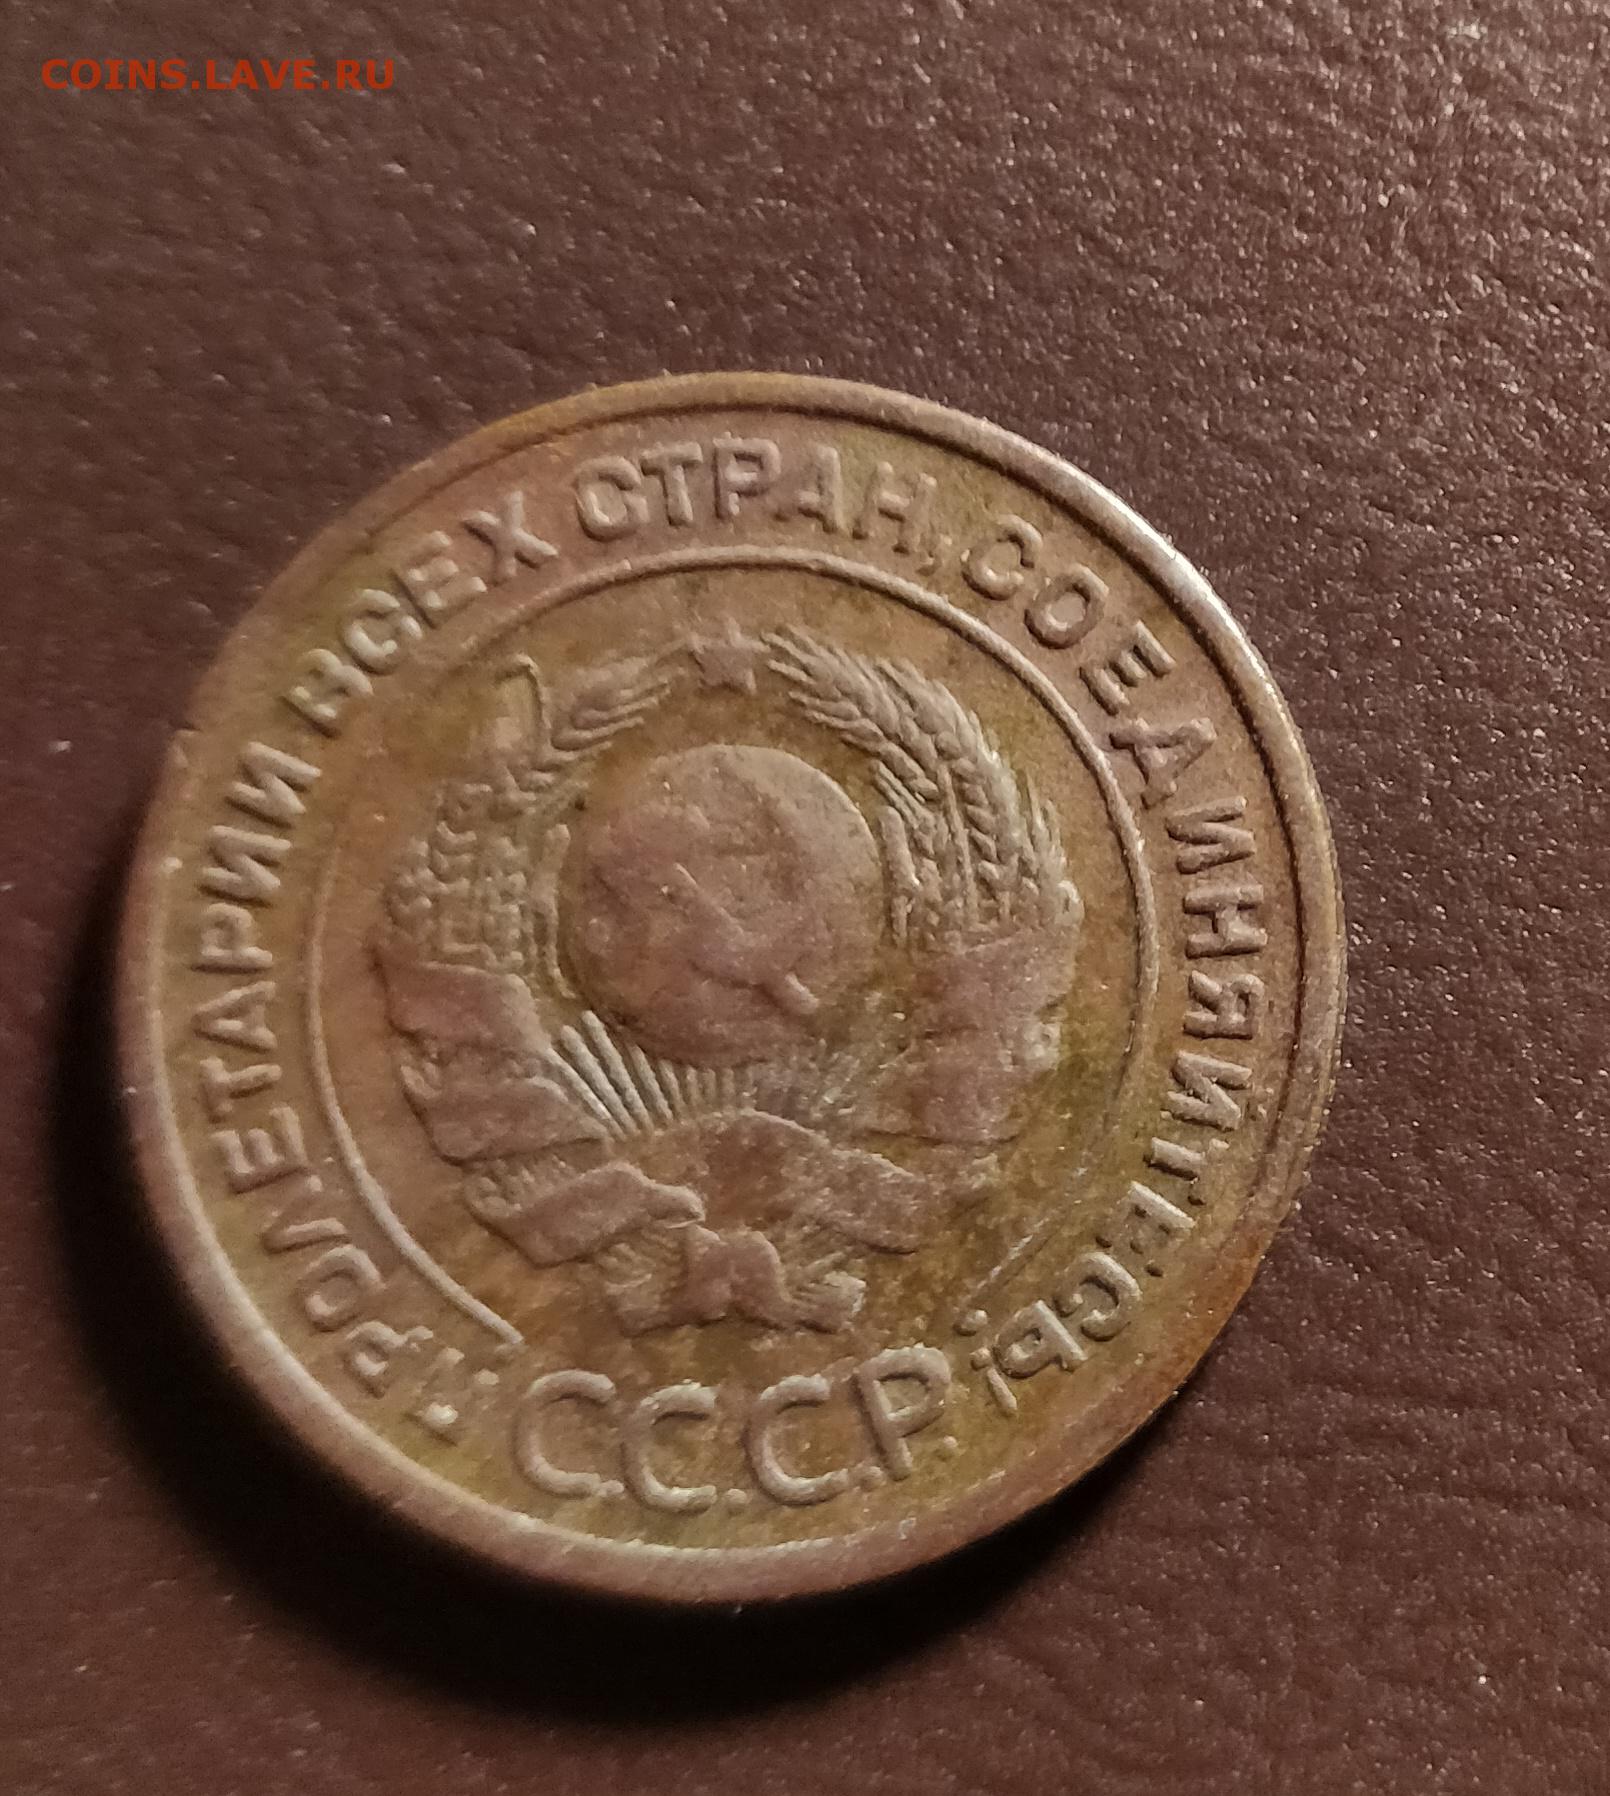 COINS.LAVE.RU
ПРОЛЕТАРИИ ВСЕХ СТРАН, СОЕДИНЯЙТЕСЬ!
С.С.С.Р.